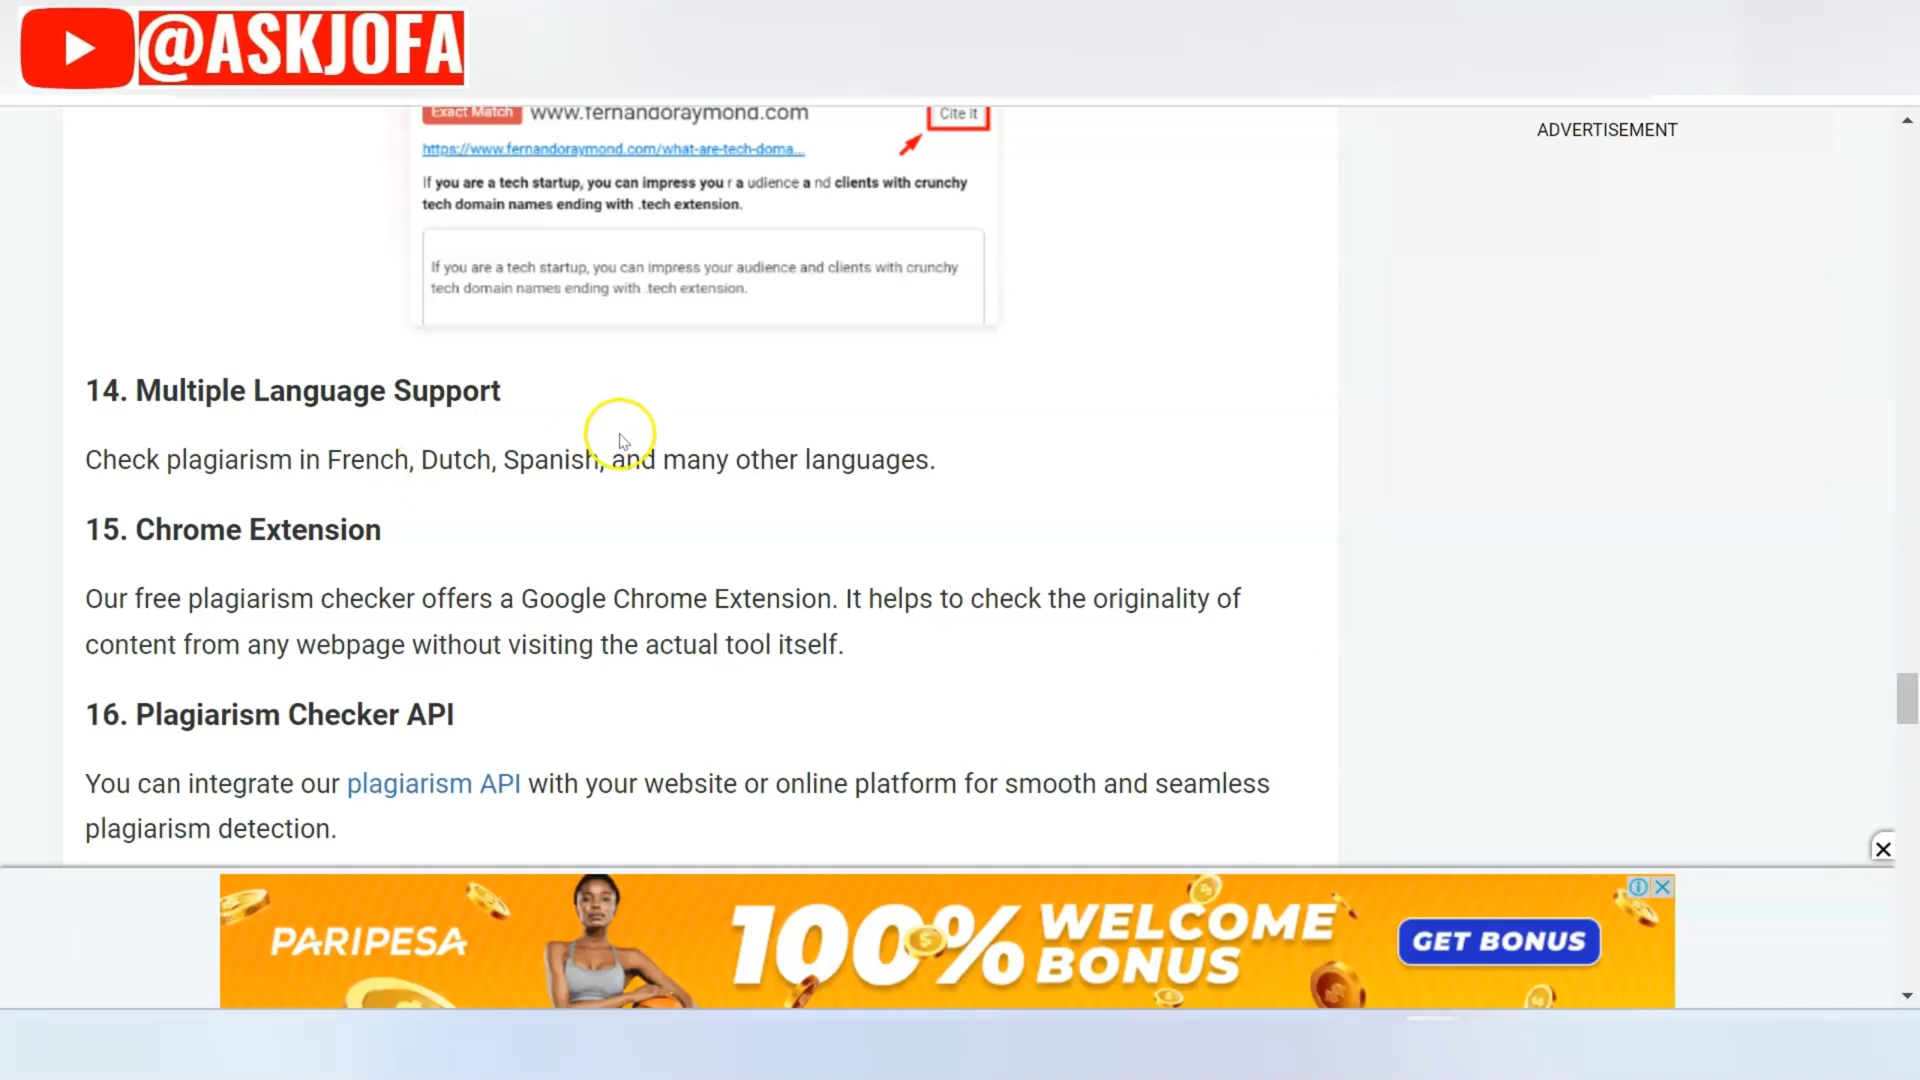 @ASKJOFA
Exact Match www.fernandoraymond.com Cite It
https://www.fernandoraymond.com/what-are-tech-doma...
If you are a tech startup, you can impress you r a udience a nd clients with crunchy
tech domain names ending with .tech extension.
If you are a tech startup, you can impress your audience and clients with crunchy
tech domain names ending with .tech extension.
ADVERTISEMENT
14. Multiple Language Support
Check plagiarism in French, Dutch, Spanish, and many other languages.
15. Chrome Extension
Our free plagiarism checker offers a Google Chrome Extension. It helps to check the originality of
content from any webpage without visiting the actual tool itself.
16. Plagiarism Checker API
You can integrate our plagiarism API with your website or online platform for smooth and seamless
plagiarism detection.
PARIPESA
100% WELCOME
BONUS
GET BONUS